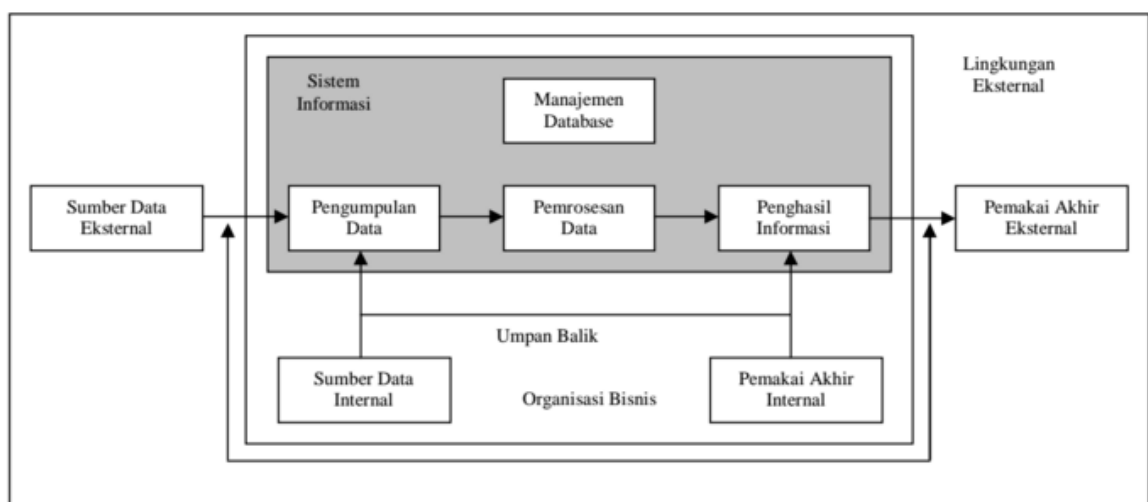 Lingkungan
Eksternal
Sistem
Informasi
Manajemen
Database
Sumber Data
Eksternal
Pengumpulan
Data
Pemrosesan
Data
Penghasil
Informasi
Pemakai Akhir
Eksternal
Umpan Balik
Sumber Data
Internal
Organisasi Bisnis
Pemakai Akhir
Internal